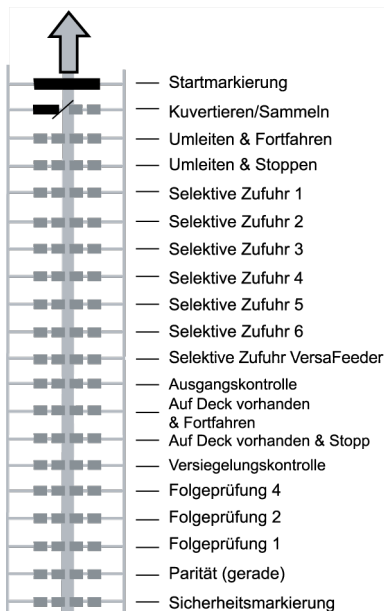 Startmarkierung
Kuvertieren/Sammeln
Umleiten & Fortfahren
Umleiten & Stoppen
Selektive Zufuhr 1
Selektive Zufuhr 2
Selektive Zufuhr 3
Selektive Zufuhr 4
Selektive Zufuhr 5
Selektive Zufuhr 6
Selektive Zufuhr VersaFeeder
Ausgangskontrolle
Auf Deck vorhanden
& Fortfahren
Auf Deck vorhanden & Stopp
Versiegelungskontrolle
Folgeprüfung 4
Folgeprüfung 2
Folgeprüfung 1
Parität (gerade)
Sicherheitsmarkierung